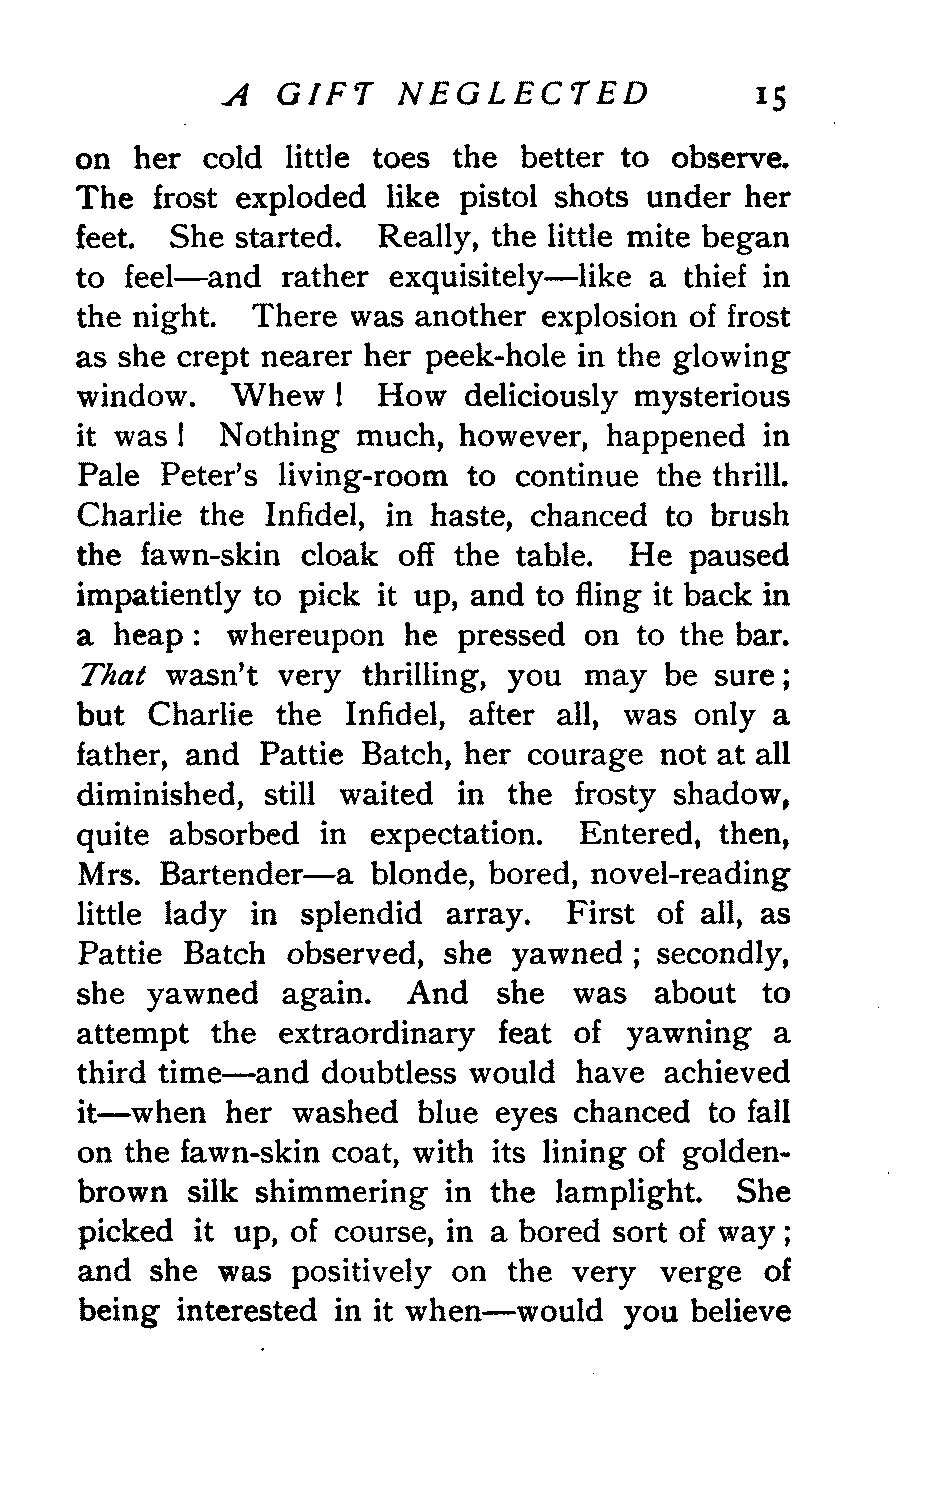 A GIFT NEGLECTED 15
on her cold little toes the better to observe.
The frost exploded like pistol shots under her
feet. She started. Really, the little mite began
to feel—and rather exquisitely—like a thief in
the night. There was another explosion of frost
as she crept nearer her peek-hole in the glowing
window. Whew ! How deliciously mysterious
it was ! Nothing much, however, happened in
Pale Peter's living-room to continue the thrill.
Charlie the Infidel, in haste, chanced to brush
the fawn-skin cloak off the table. He paused
impatiently to pick it up, and to fling it back in
a heap : whereupon he pressed on to the bar.
That wasn't very thrilling, you may be sure ;
but Charlie the Infidel, after all, was only a
father, and Pattie Batch, her courage not at all
diminished, still waited in the frosty shadow,
quite absorbed in expectation. Entered, then,
Mrs. Bartender—a blonde, bored, novel-reading
little lady in splendid array. First of all, as
Pattie Batch observed, she yawned ; secondly,
she yawned again. And she was about to
attempt the extraordinary feat of yawning a
third time—and doubtless would have achieved
it—when her washed blue eyes chanced to fall
on the fawn-skin coat, with its lining of golden-
brown silk shimmering in the lamplight. She
picked it up, of course, in a bored sort of way ;
and she was positively on the very verge of
being interested in it when—would you believe